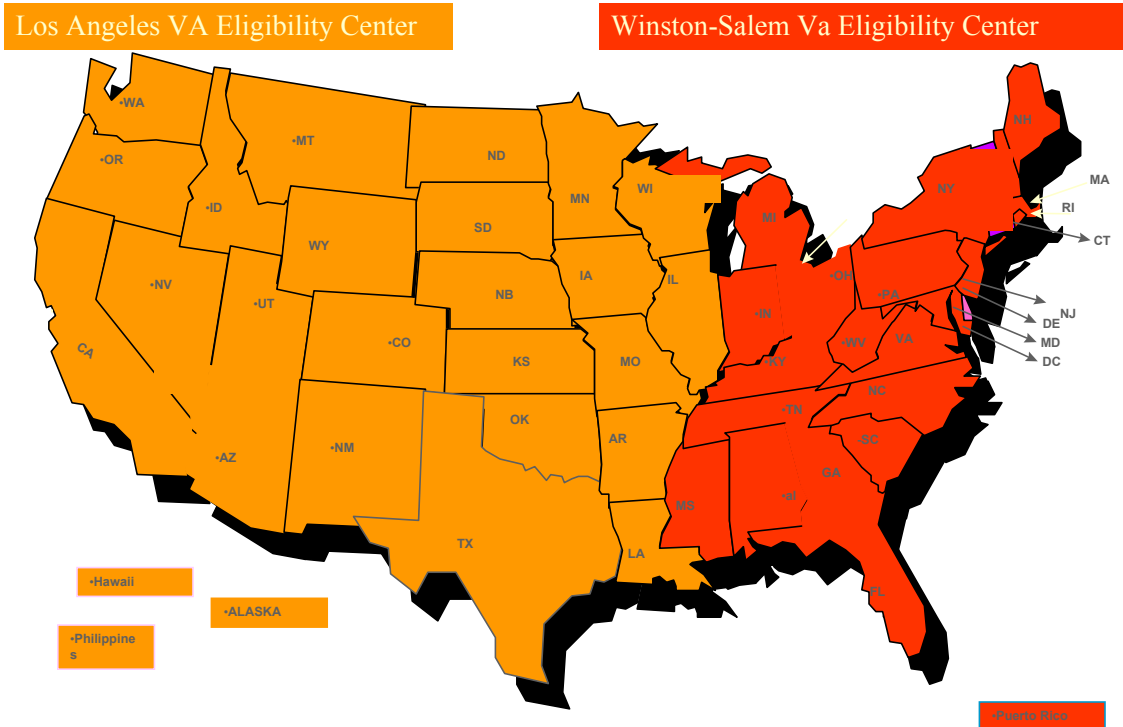 Los Angeles VA Eligibility Center
Winston-Salem Va Eligibility Center
•WA
•MT
ND
MN
WI
MI
NY
NH
MA
RI
CT
•OR
•ID
WY
SD
IA
IL
•IN
•OH
•PA
NJ
DE
MD
DC
•NV
•UT
•CO
NB
KS
MO
•KY
•WV
VA
CA
•AZ
•NM
OK
AR
•TN
NC
•SC
GA
•al
MS
TX
LA
FL
•Hawaii
•ALASKA
•Philippine
s
•Puerto Rico